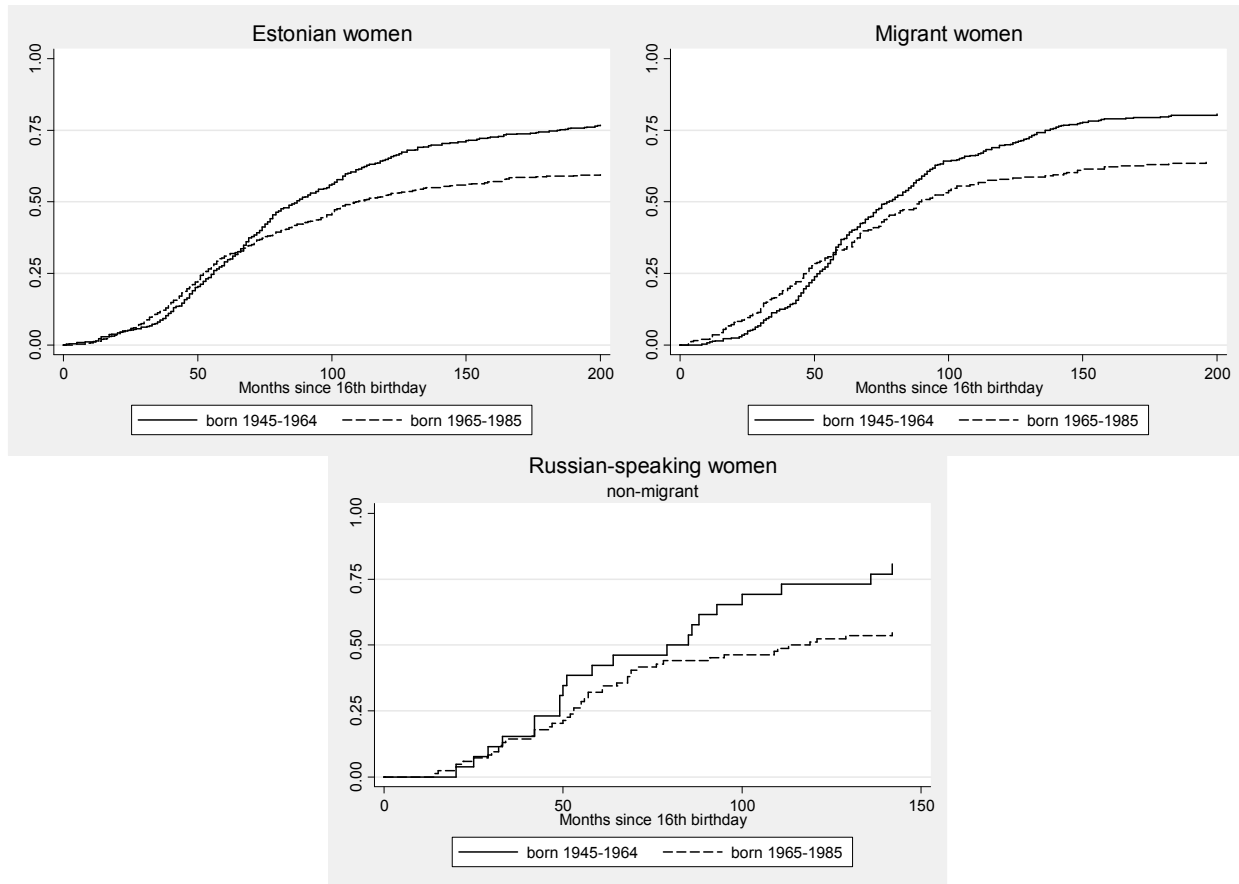 Estonian women
1.00
0.75
0.50
0.25
0.00
0 50 100 150 200
Months since 16th birthday
born 1945-1964 born 1965-1985
Migrant women
1.00
0.75
0.50
0.25
0.00
0 50 100 150 200
Months since 16th birthday
born 1945-1964 born 1965-1985
Russian-speaking women
non-migrant
1.00
0.75
0.50
0.25
0.00
0 50 100 150
Months since 16th birthday
born 1945-1964 born 1965-1985